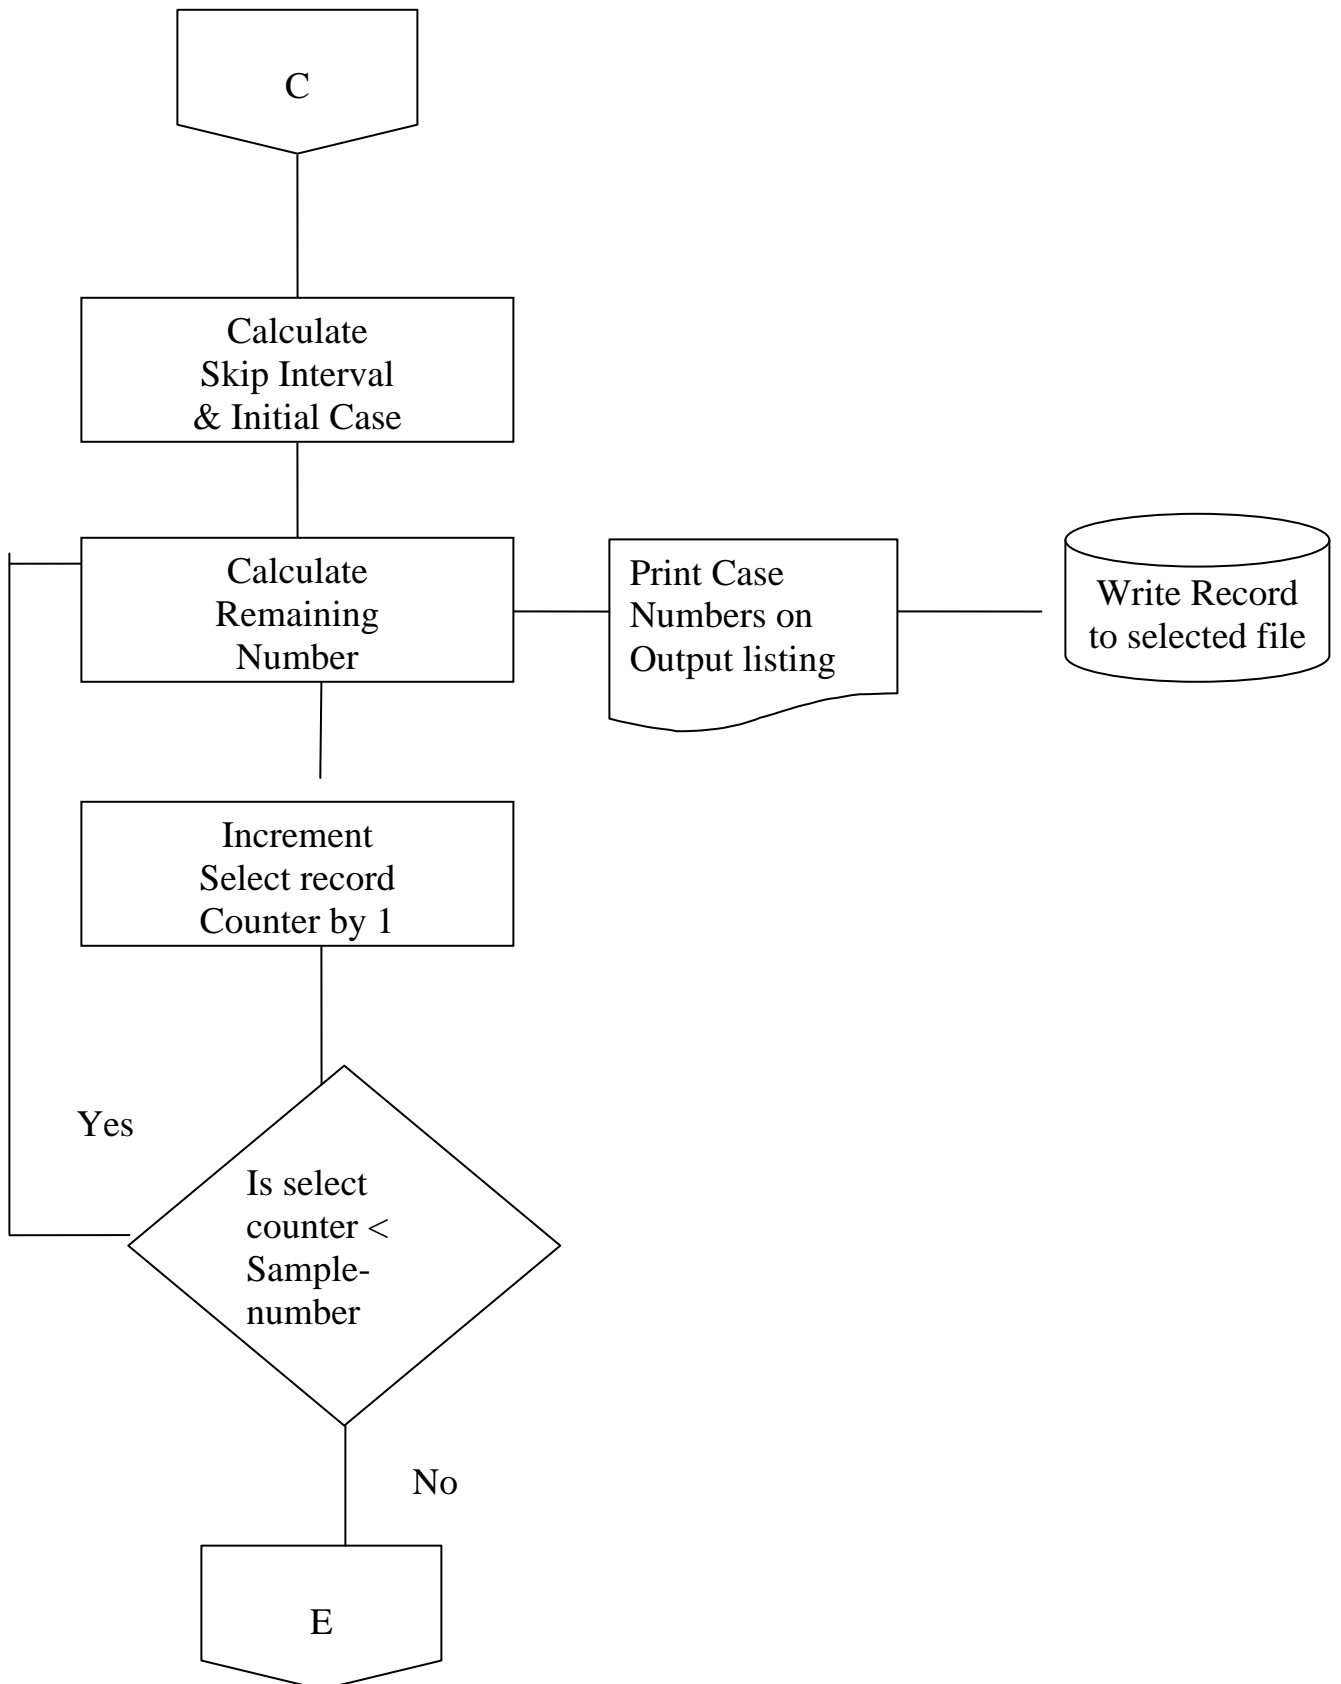 C
Calculate
Skip Interval
& Initial Case
Calculate
Remaining
Number
Print Case
Numbers on
Output listing
Write Record
to selected file
Increment
Select record
Counter by 1
Yes
Is select
counter <
Sample-
number
No
E